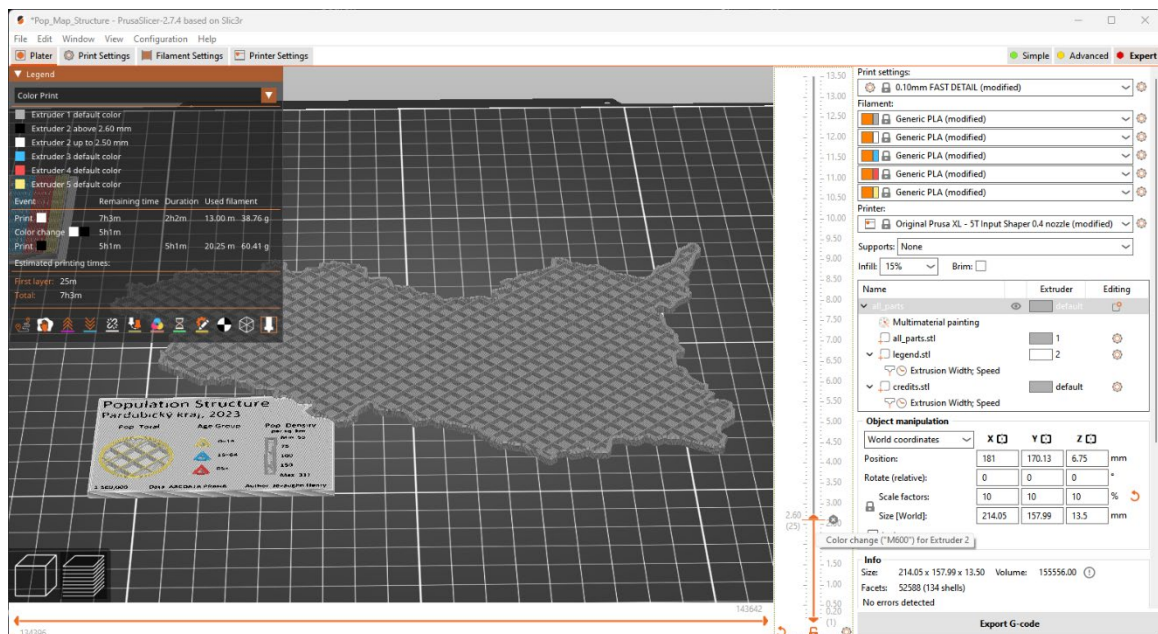 *Pop_Map_Structure - PrusaSlicer-2.7.4 based on Slic3r
File Edit Window View Configuration Help
Plater Print Settings Filament Settings Printer Settings
Simple Advanced Expert
Legend
Color Print
Extruder 1 default color
Extruder 2 above 2.60 mm
Extruder 2 up to 2.50 mm
Extruder 3 default color
Extruder 4 default color
Extruder 5 default color
Event Remaining time Duration Used filament
Print 7h3m 2h2m 13.00 m 38.76 g
Color change 5h1m
Print 5h1m 5h1m 20.25 m 60.41 g
Estimated printing times:
First layer: 25m
Total: 7h3m
Population Structure
Pardubický kraj, 2023
Pop Total Age Group Pop Density
per sq km
0-14
15-64
65+
75
100
150
134396
143642
13.50
13.00
12.50
12.00
11.50
11.00
10.50
10.00
9.50
9.00
8.50
8.00
7.50
7.00
6.50
6.00
5.50
5.00
4.50
4.00
3.50
3.00
2.60
(25)
Color change ("M600") for Extruder 2
1.50
1.00
0.50
0.20
(1)
Print settings:
0.10mm FAST DETAIL (modified)
Filament:
Generic PLA (modified)
Generic PLA (modified)
Generic PLA (modified)
Generic PLA (modified)
Generic PLA (modified)
Printer:
Original Prusa XL - 5T Input Shaper 0.4 nozzle (modified)
Supports: None
Infill: 15% Brim:
Name Extruder Editing
all_parts default
Multimaterial painting
all_parts.stl 1
legend.stl 2
Extrusion Width; Speed
credits.stl default
Extrusion Width; Speed
Object manipulation
World coordinates X Y Z
Position: 181 170.13 6.75 mm
Rotate (relative): 0 0 0 °
Scale factors: 10 10 10 %
Size [World]: 214.05 157.99 13.5 mm
Info
Size: 214.05 x 157.99 x 13.50 Volume: 155556.00
Facets: 52588 (134 shells)
No errors detected
Export G-code